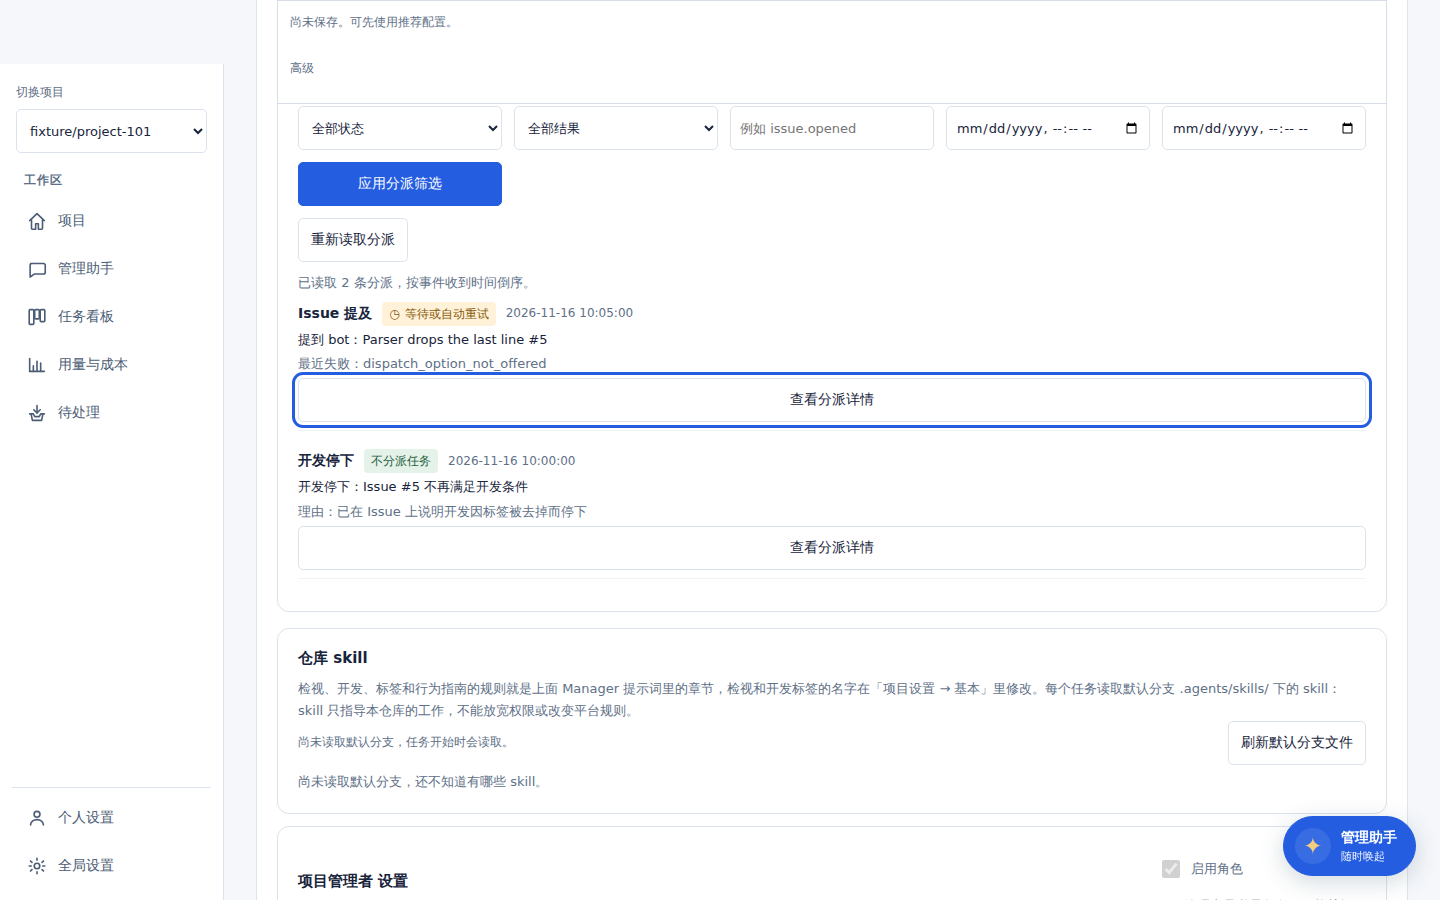 尚未保存。可先使用推荐配置。
高级
切换项目
fixture/project-101
工作区
项目
管理助手
任务看板
用量与成本
待处理
个人设置
全局设置
全部状态
全部结果
例如 issue.opened
mm/dd/yyyy, --:-- --
mm/dd/yyyy, --:-- --
应用分派筛选
重新读取分派
已读取 2 条分派，按事件收到时间倒序。
Issue 提及 等待或自动重试 2026-11-16 10:05:00
提到 bot：Parser drops the last line #5
最近失败：dispatch_option_not_offered
查看分派详情
开发停下 不分派任务 2026-11-16 10:00:00
开发停下：Issue #5 不再满足开发条件
理由：已在 Issue 上说明开发因标签被去掉而停下
查看分派详情
仓库 skill
检视、开发、标签和行为指南的规则就是上面 Manager 提示词里的章节，检视和开发标签的名字在「项目设置 → 基本」里修改。每个任务读取默认分支 .agents/skills/ 下的 skill：
skill 只指导本仓库的工作，不能放宽权限或改变平台规则。
尚未读取默认分支，任务开始时会读取。
刷新默认分支文件
尚未读取默认分支，还不知道有哪些 skill。
项目管理者 设置
启用角色
管理助手
随时唤起